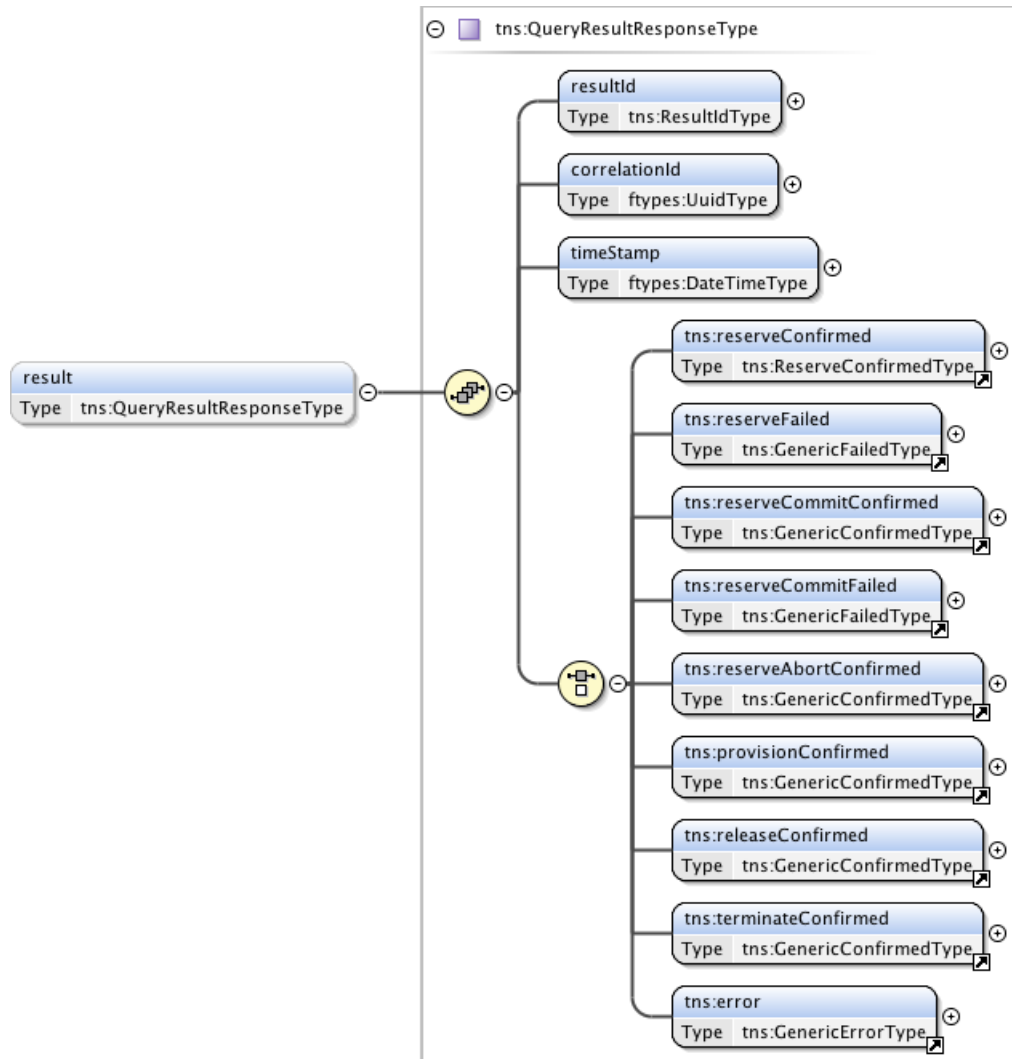 tns:QueryResultResponseType
resultId
Type tns:ResultIdType
correlationId
Type ftypes:UuidType
timeStamp
Type ftypes:DateTimeType
result
Type tns:QueryResultResponseType
tns:reserveConfirmed
Type tns:ReserveConfirmedType
tns:reserveFailed
Type tns:GenericFailedType
tns:reserveCommitConfirmed
Type tns:GenericConfirmedType
tns:reserveCommitFailed
Type tns:GenericFailedType
tns:reserveAbortConfirmed
Type tns:GenericConfirmedType
tns:provisionConfirmed
Type tns:GenericConfirmedType
tns:releaseConfirmed
Type tns:GenericConfirmedType
tns:terminateConfirmed
Type tns:GenericConfirmedType
tns:error
Type tns:GenericErrorType